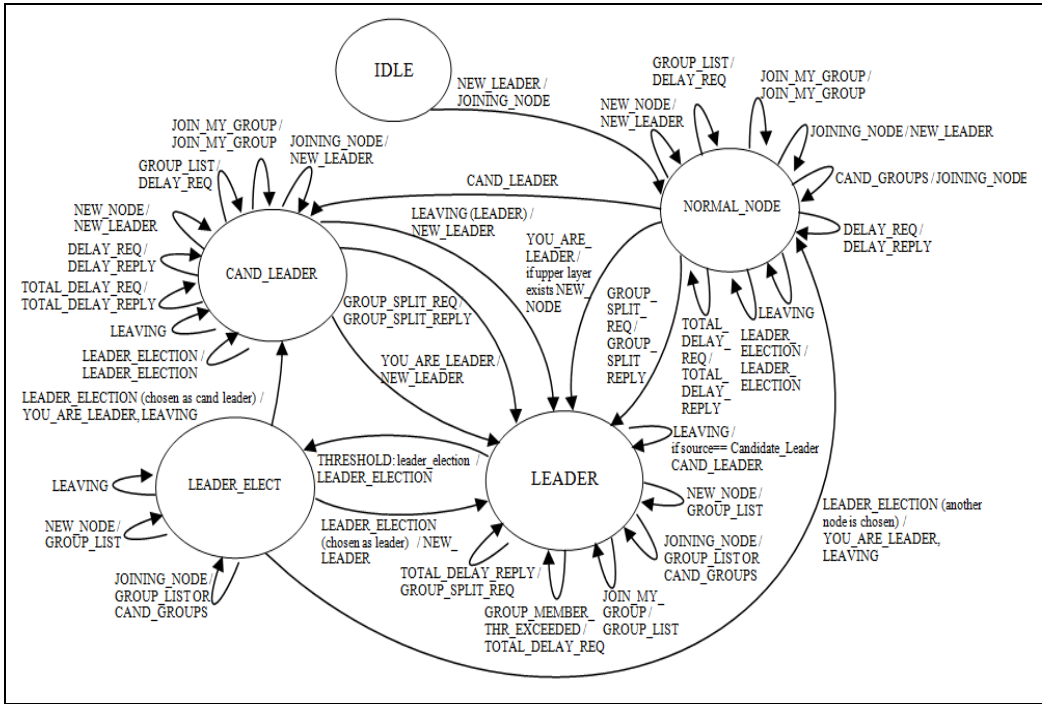 IDLE
NEW_LEADER /
JOINING_NODE
GROUP_LIST /
DELAY_REQ
JOIN_MY_GROUP /
JOIN_MY_GROUP
NEW_NODE /
NEW_LEADER
JOINING_NODE / NEW_LEADER
CAND_GROUPS / JOINING_NODE
NORMAL_NODE
DELAY_REQ /
DELAY_REPLY
LEAVING
LEADER_
ELECTION /
LEADER_
ELECTION
TOTAL_
DELAY_
REQ /
TOTAL_
DELAY_
REPLY
JOIN_MY_GROUP /
JOIN_MY_GROUP
JOINING_NODE /
NEW_LEADER
GROUP_LIST /
DELAY_REQ
NEW_NODE /
NEW_LEADER
DELAY_REQ /
DELAY_REPLY
TOTAL_DELAY_REQ /
TOTAL_DELAY_REPLY
LEAVING
LEADER_ELECTION /
LEADER_ELECTION
CAND_LEADER
CAND_LEADER
LEAVING (LEADER) /
NEW_LEADER
YOU_ARE_
LEADER /
if upper layer
exists NEW_
NODE
GROUP_
SPLIT_
REQ /
GROUP_
SPLIT
REPLY
GROUP_SPLIT_REQ /
GROUP_SPLIT_REPLY
YOU_ARE_LEADER /
NEW_LEADER
LEADER_ELECTION (chosen as cand leader) /
YOU_ARE_LEADER, LEAVING
LEADER_ELECT
THRESHOLD: leader_election /
LEADER_ELECTION
LEADER_ELECTION
(chosen as leader) / NEW_
LEADER
LEAVING
NEW_NODE /
GROUP_LIST
JOINING_NODE /
GROUP_LIST OR
CAND_GROUPS
LEADER
LEAVING /
if source== Candidate_Leader
CAND_LEADER
NEW_NODE /
GROUP_LIST
JOINING_NODE /
GROUP_LIST OR
CAND_GROUPS
TOTAL_DELAY_REPLY /
GROUP_SPLIT_REQ
GROUP_MEMBER_
THR_EXCEEDED /
TOTAL_DELAY_REQ
JOIN_MY_
GROUP /
GROUP_LIST
LEADER_ELECTION (another
node is chosen) /
YOU_ARE_LEADER,
LEAVING